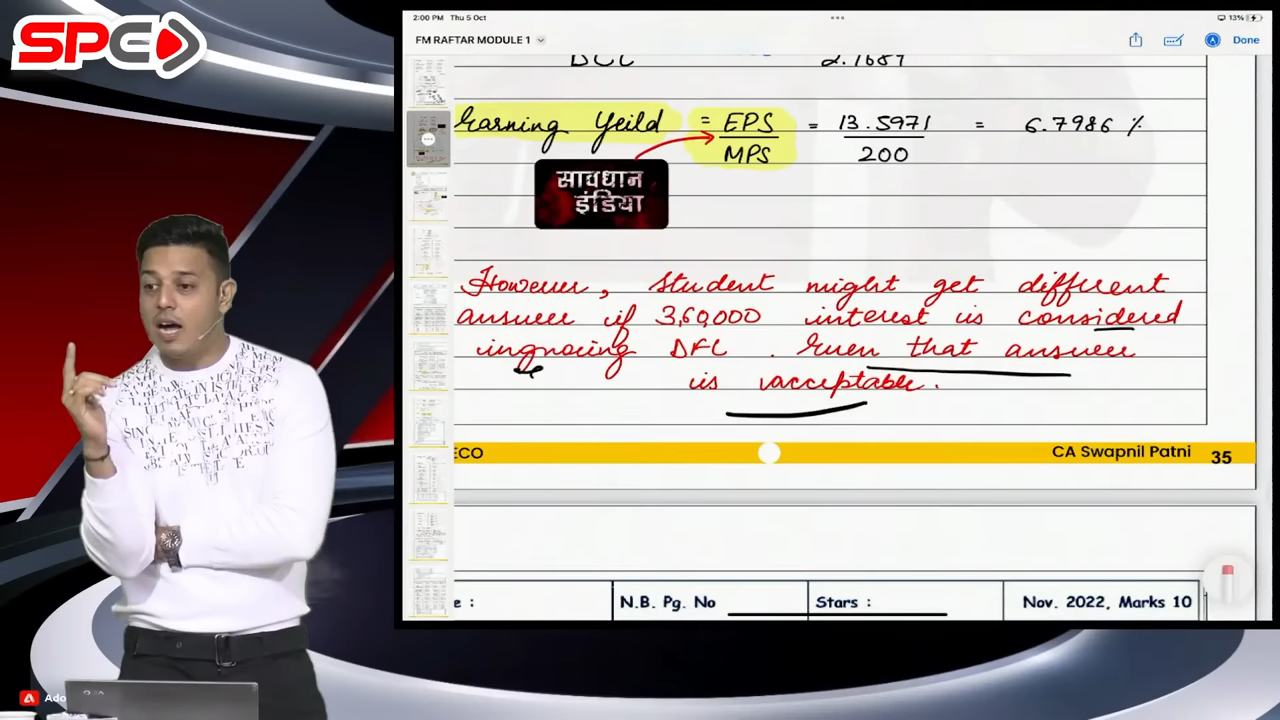 SPE
2:00 PM Thu 5 Oct
13%
FM RAFTAR MODULE 1
Done
DCL 2.1687
Earning Yeild = EPS / MPS = 13.5971 / 200 = 6.7986 %
सावधान
इंडिया
However, Student might get different
answer if 3,60,000 interest is considered
ingnoring DFL. Even that answer
is acceptable.
ECO
CA Swapnil Patni 35
e :
N.B. Pg. No
Stars :
Nov. 2022, Marks 10
Ado